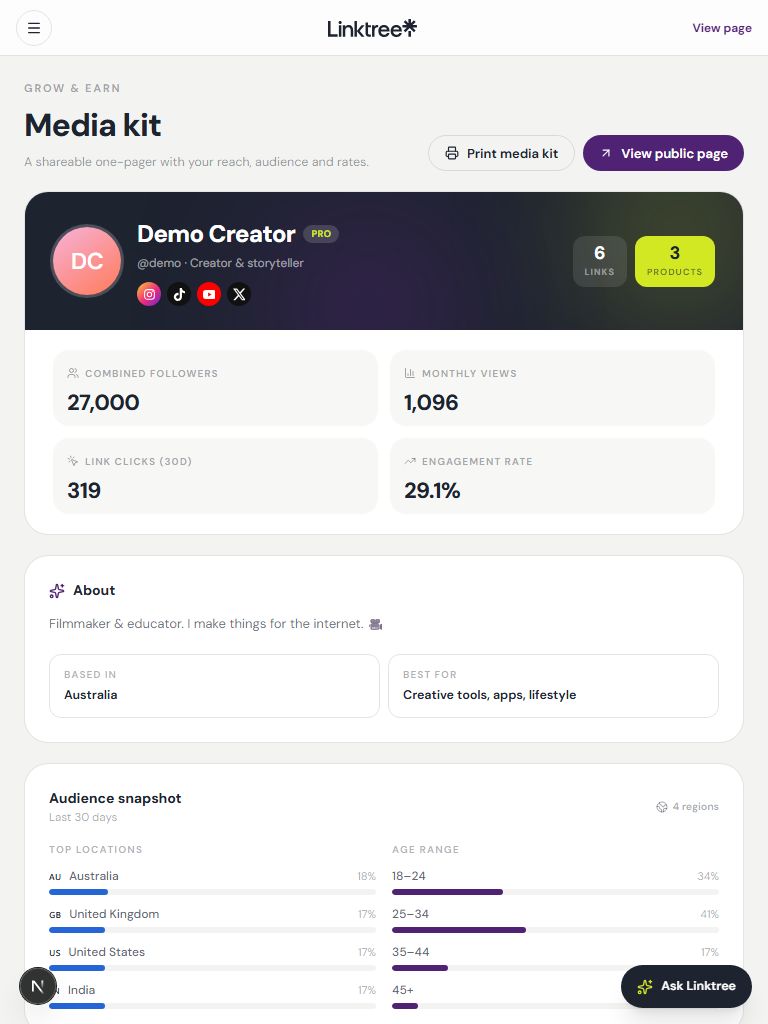 Linktree
View page
GROW & EARN
Media kit
A shareable one-pager with your reach, audience and rates.
Print media kit
View public page
DC
Demo Creator PRO
@demo · Creator & storyteller
6
LINKS
3
PRODUCTS
COMBINED FOLLOWERS
27,000
MONTHLY VIEWS
1,096
LINK CLICKS (30D)
319
ENGAGEMENT RATE
29.1%
About
Filmmaker & educator. I make things for the internet.
BASED IN
Australia
BEST FOR
Creative tools, apps, lifestyle
Audience snapshot
Last 30 days
4 regions
TOP LOCATIONS
AU Australia 18%
GB United Kingdom 17%
US United States 17%
India
AGE RANGE
18–24 34%
25–34 41%
35–44 17%
45+
N
Ask Linktree